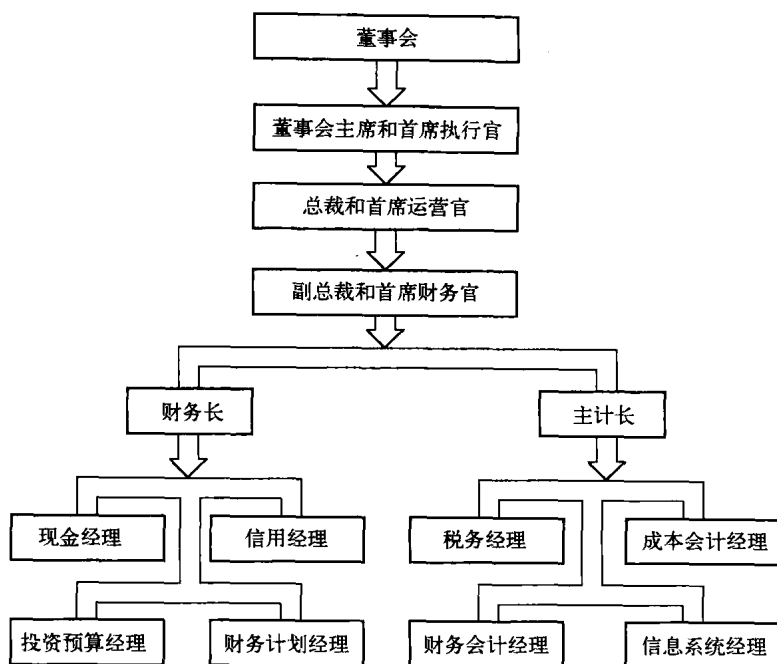 董事会
董事会主席和首席执行官
总裁和首席运营官
副总裁和首席财务官
财务长
主计长
现金经理
信用经理
税务经理
成本会计经理
投资预算经理
财务计划经理
财务会计经理
信息系统经理